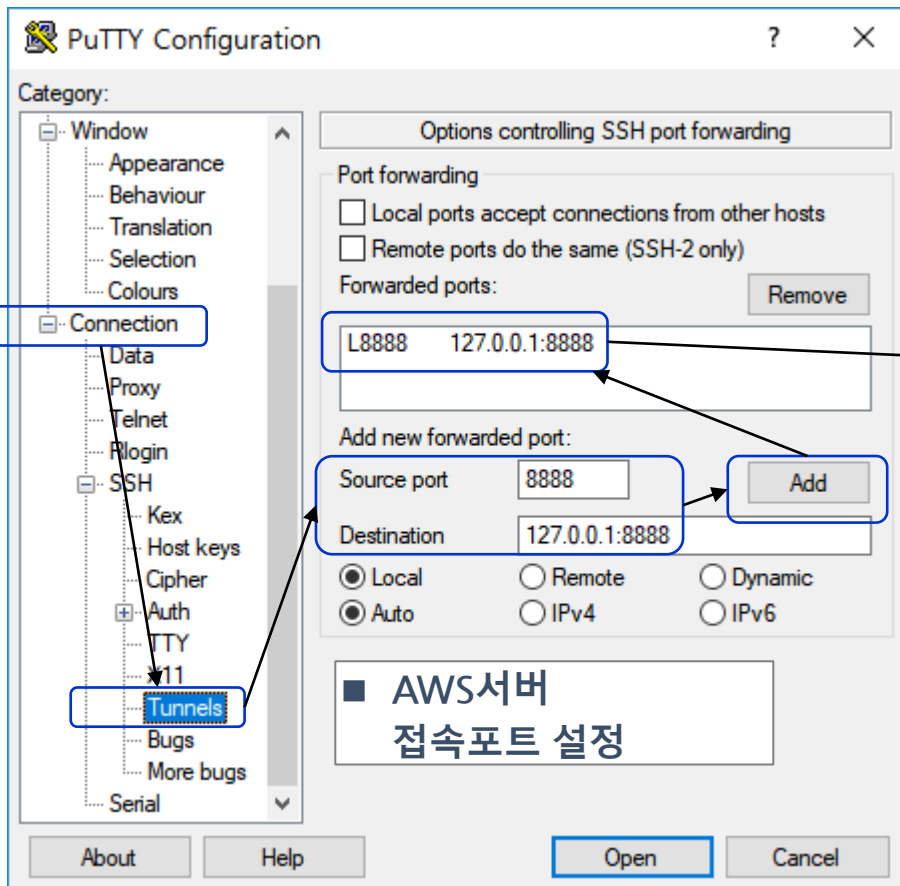 PuTTY Configuration
?
Category:
Window
Appearance
Behaviour
Translation
Selection
Colours
Connection
Data
Proxy
Telnet
Rlogin
SSH
Kex
Host keys
Cipher
Auth
TTY
X11
Tunnels
Bugs
More bugs
Serial
Options controlling SSH port forwarding
Port forwarding
Local ports accept connections from other hosts
Remote ports do the same (SSH-2 only)
Forwarded ports:
Remove
L8888 127.0.0.1:8888
Add new forwarded port:
Source port 8888 Add
Destination 127.0.0.1:8888
Local Remote Dynamic
Auto IPv4 IPv6
■ AWS서버
접속포트 설정
About Help Open Cancel